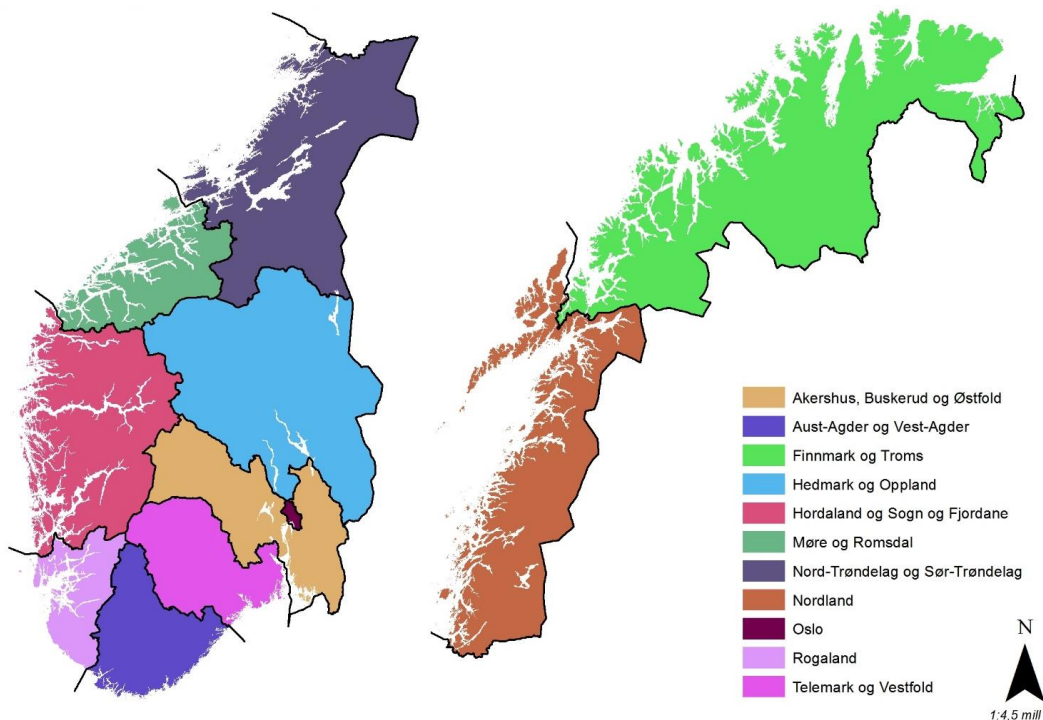 Akershus, Buskerud og Østfold
Aust-Agder og Vest-Agder
Finnmark og Troms
Hedmark og Oppland
Hordaland og Sogn og Fjordane
Møre og Romsdal
Nord-Trøndelag og Sør-Trøndelag
Nordland
Oslo
Rogaland
Telemark og Vestfold
N
1:4.5 mill